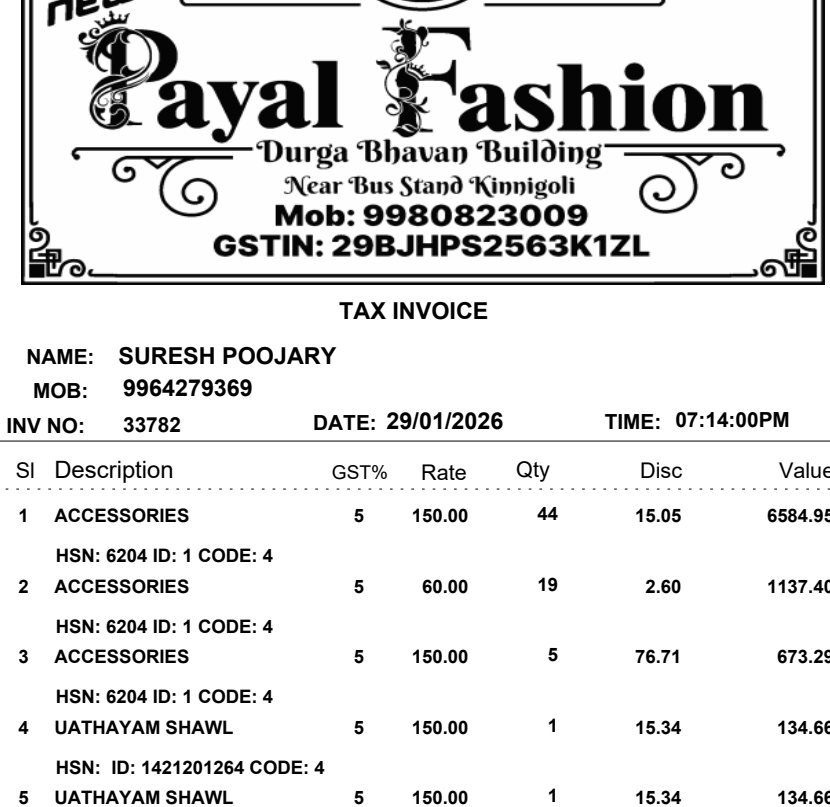 new
Payal Fashion
Durga Bhavan Building
Near Bus Stand Kinnigoli
Mob: 9980823009
GSTIN: 29BJHPS2563K1ZL
TAX INVOICE
NAME: SURESH POOJARY
MOB: 9964279369
INV NO: 33782 DATE: 29/01/2026 TIME: 07:14:00PM
Sl Description GST% Rate Qty Disc Value
1 ACCESSORIES 5 150.00 44 15.05 6584.95
HSN: 6204 ID: 1 CODE: 4
2 ACCESSORIES 5 60.00 19 2.60 1137.40
HSN: 6204 ID: 1 CODE: 4
3 ACCESSORIES 5 150.00 5 76.71 673.29
HSN: 6204 ID: 1 CODE: 4
4 UATHAYAM SHAWL 5 150.00 1 15.34 134.66
HSN: ID: 1421201264 CODE: 4
5 UATHAYAM SHAWL 5 150.00 1 15.34 134.66